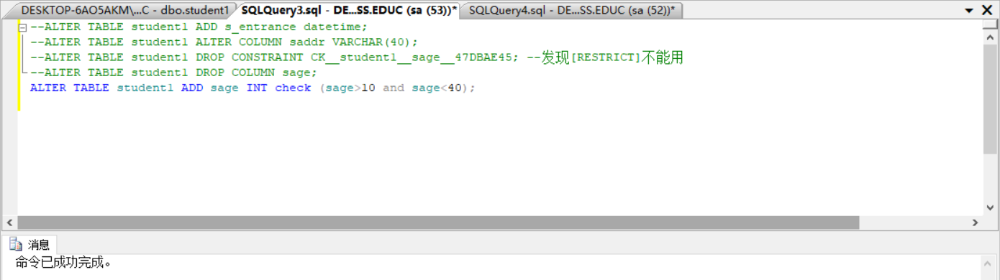 DESKTOP-6AO5AKM\...C - dbo.student1 SQLQuery3.sql - DE...SS.EDUC (sa (53))* SQLQuery4.sql - DE...SS.EDUC (sa (52))*
--ALTER TABLE student1 ADD s_entrance datetime;
--ALTER TABLE student1 ALTER COLUMN saddr VARCHAR(40);
--ALTER TABLE student1 DROP CONSTRAINT CK__student1__sage__47DBAE45; --发现[RESTRICT]不能用
--ALTER TABLE student1 DROP COLUMN sage;
ALTER TABLE student1 ADD sage INT check (sage>10 and sage<40);
消息
命令已成功完成。